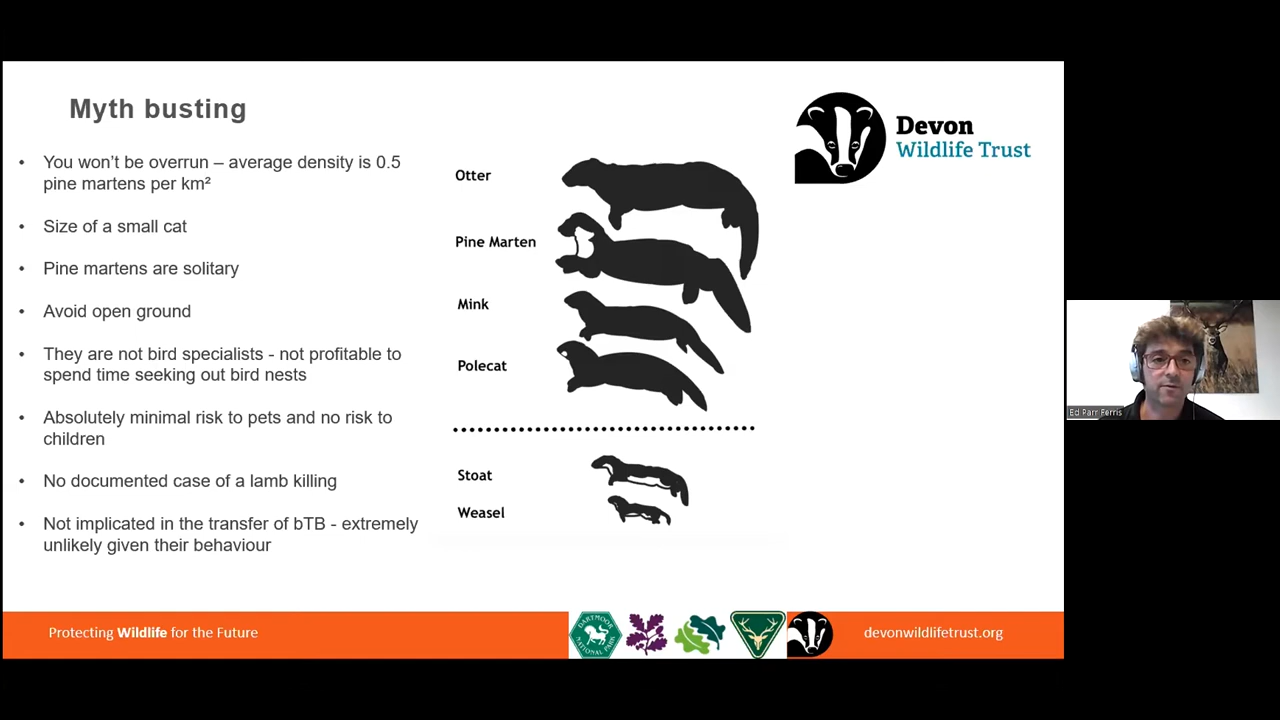 Myth busting
Devon
Wildlife Trust
• You won't be overrun – average density is 0.5
pine martens per km²
• Size of a small cat
• Pine martens are solitary
• Avoid open ground
• They are not bird specialists - not profitable to
spend time seeking out bird nests
• Absolutely minimal risk to pets and no risk to
children
• No documented case of a lamb killing
• Not implicated in the transfer of bTB - extremely
unlikely given their behaviour
Otter
Pine Marten
Mink
Polecat
Stoat
Weasel
Ed Parr Ferris
Protecting Wildlife for the Future
DARTMOOR
NATIONAL PARK
devonwildlifetrust.org